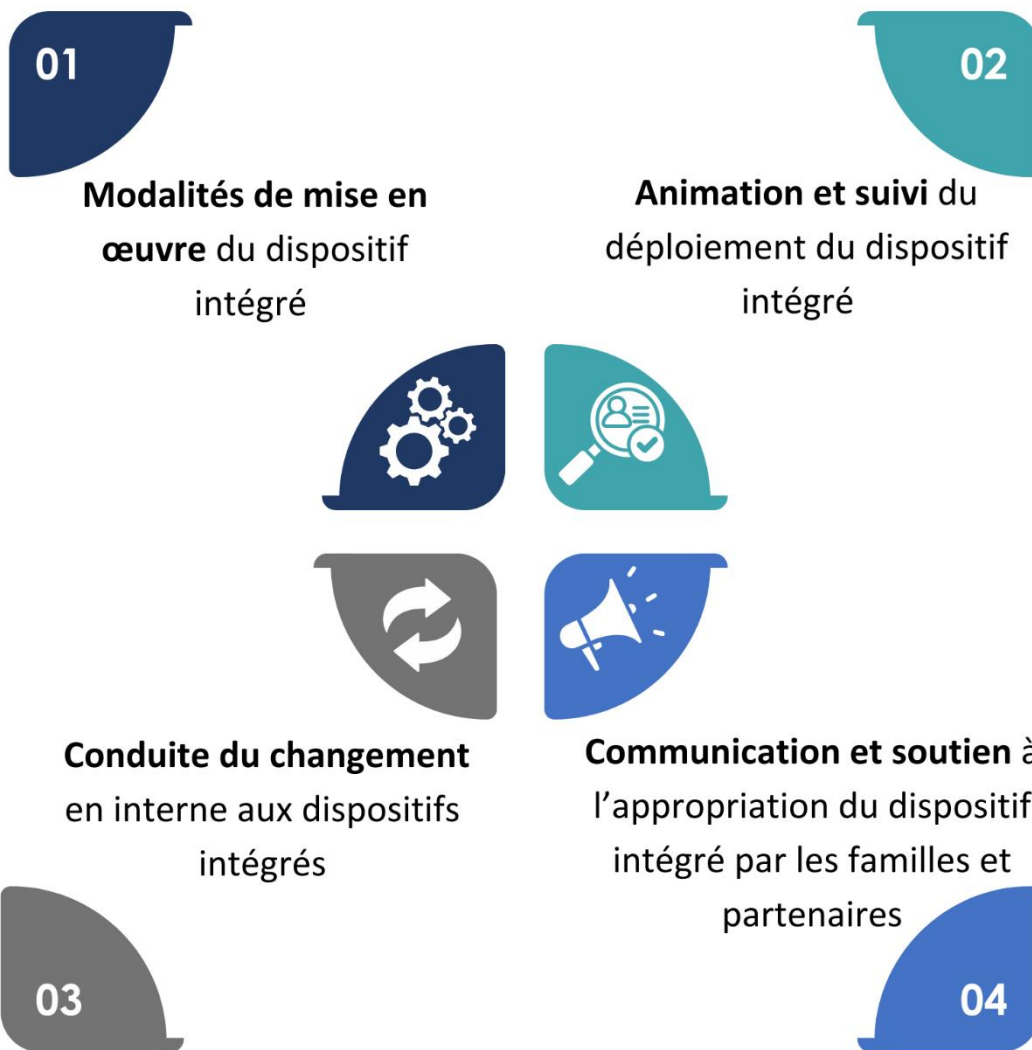 01
Modalités de mise en
œuvre du dispositif
intégré
02
Animation et suivi du
déploiement du dispositif
intégré
Conduite du changement
en interne aux dispositifs
intégrés
03
Communication et soutien à
l’appropriation du dispositif
intégré par les familles et
partenaires
04